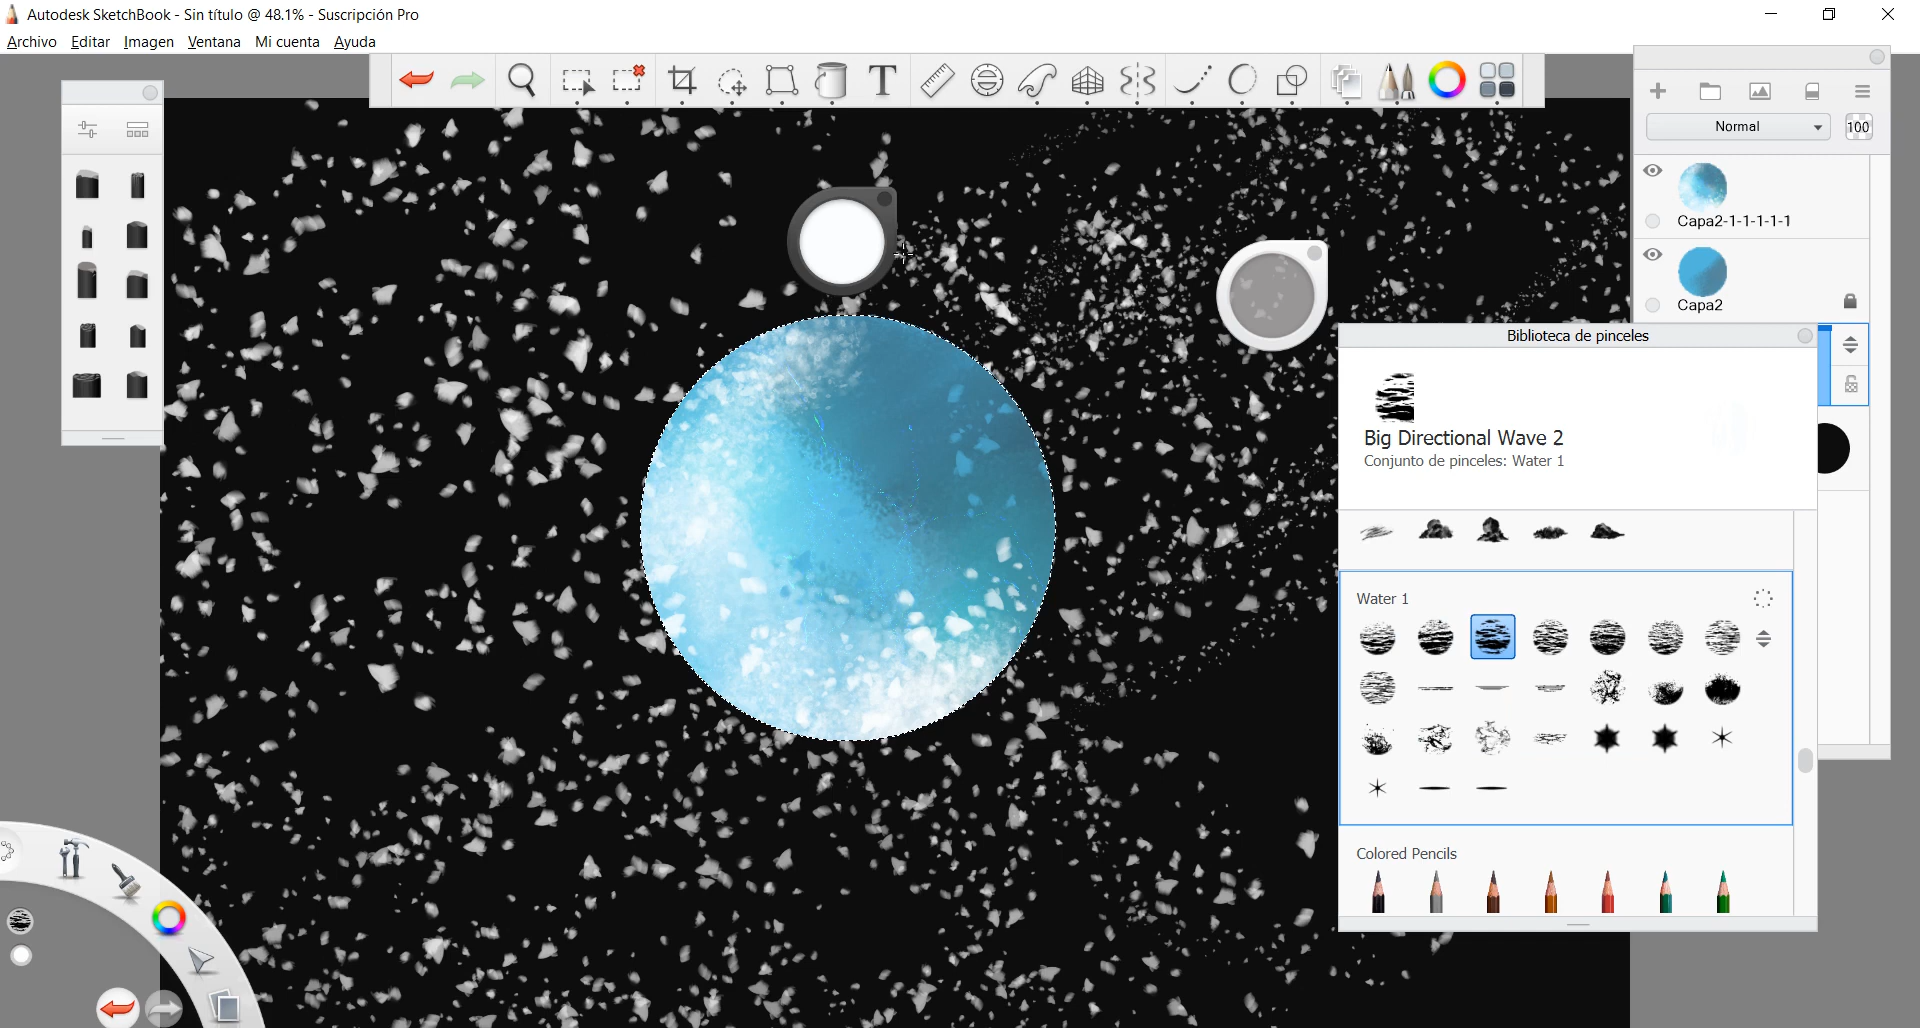 Autodesk SketchBook - Sin título @ 48.1% - Suscripción Pro
Archivo Editar Imagen Ventana Mi cuenta Ayuda
T
Normal 100
Capa2-1-1-1-1-1
Capa2
Biblioteca de pinceles
Big Directional Wave 2
Conjunto de pinceles: Water 1
Water 1
Colored Pencils